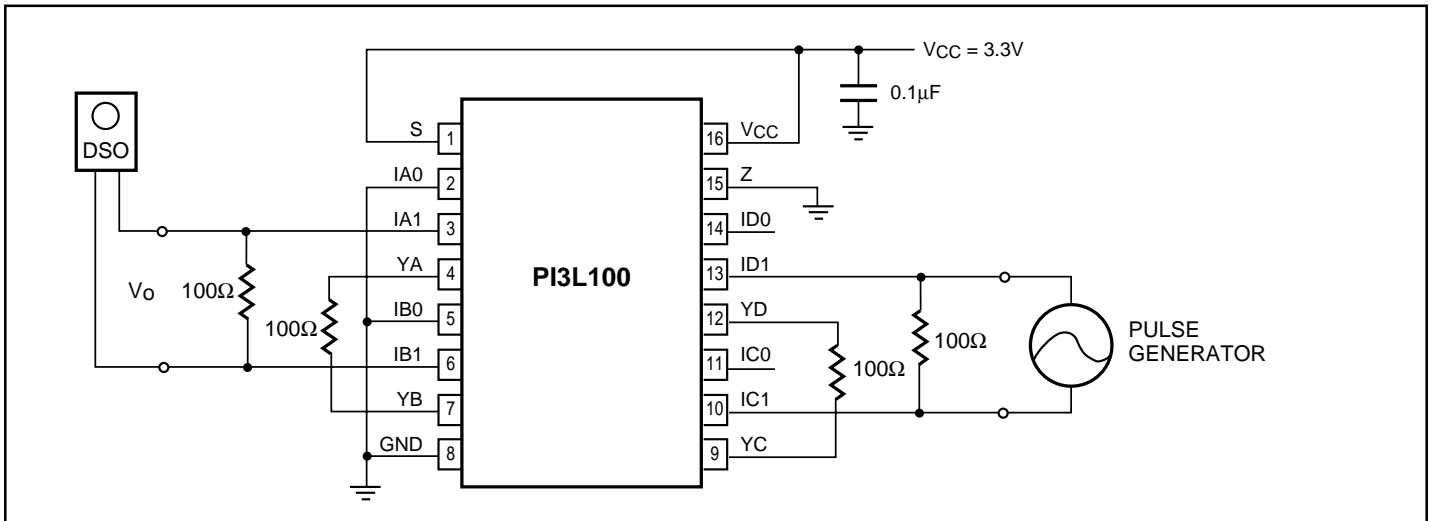 VCC = 3.3V
0.1µF
DSO
S 1
IA0 2
IA1 3
YA 4
IB0 5
IB1 6
YB 7
GND 8
PI3L100
16 VCC
15 Z
14 ID0
13 ID1
12 YD
11 IC0
10 IC1
9 YC
VO
100Ω
100Ω
100Ω
100Ω
PULSE
GENERATOR